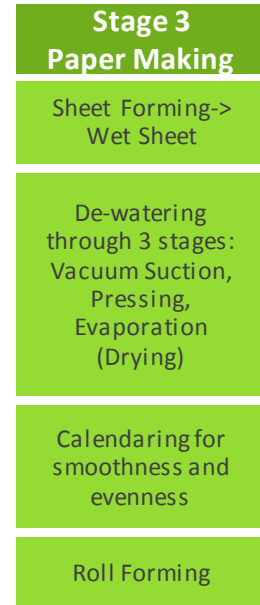 Stage 3
Paper Making
Sheet Forming->
Wet Sheet
De-watering
through 3 stages:
Vacuum Suction,
Pressing,
Evaporation
(Drying)
Calendaring for
smoothness and
evenness
Roll Forming